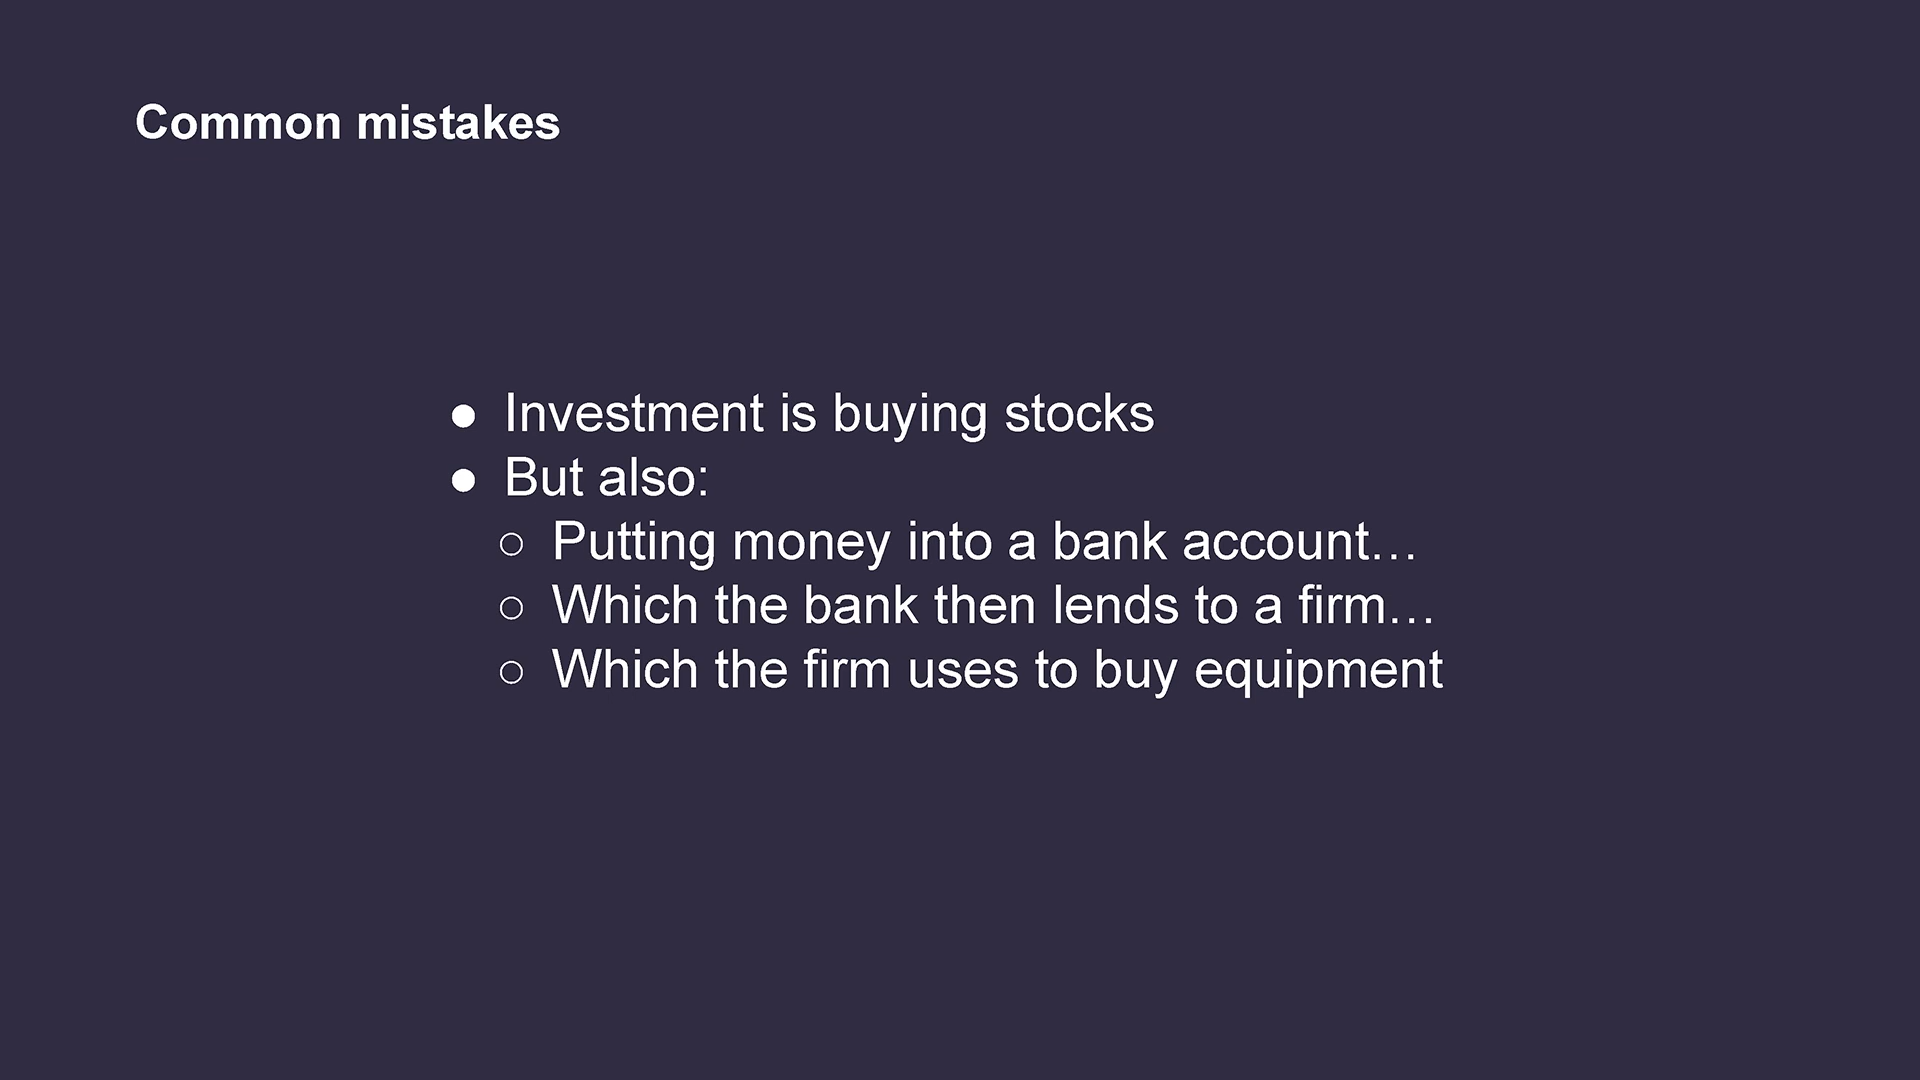 Common mistakes
● Investment is buying stocks
● But also:
○ Putting money into a bank account…
○ Which the bank then lends to a firm…
○ Which the firm uses to buy equipment